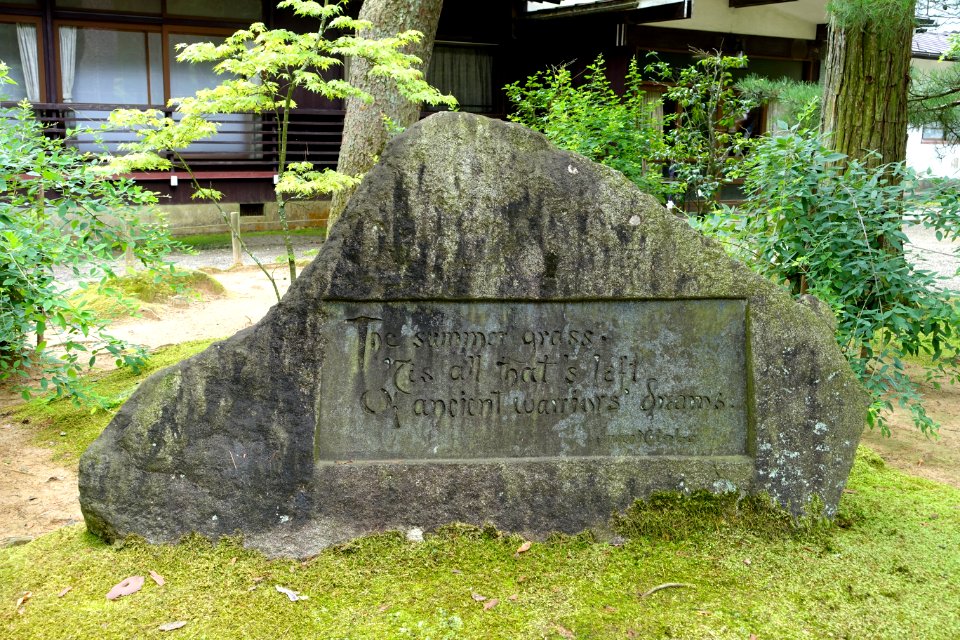 The summer grass.
'Tis all that's left
Of ancient warriors' dreams.